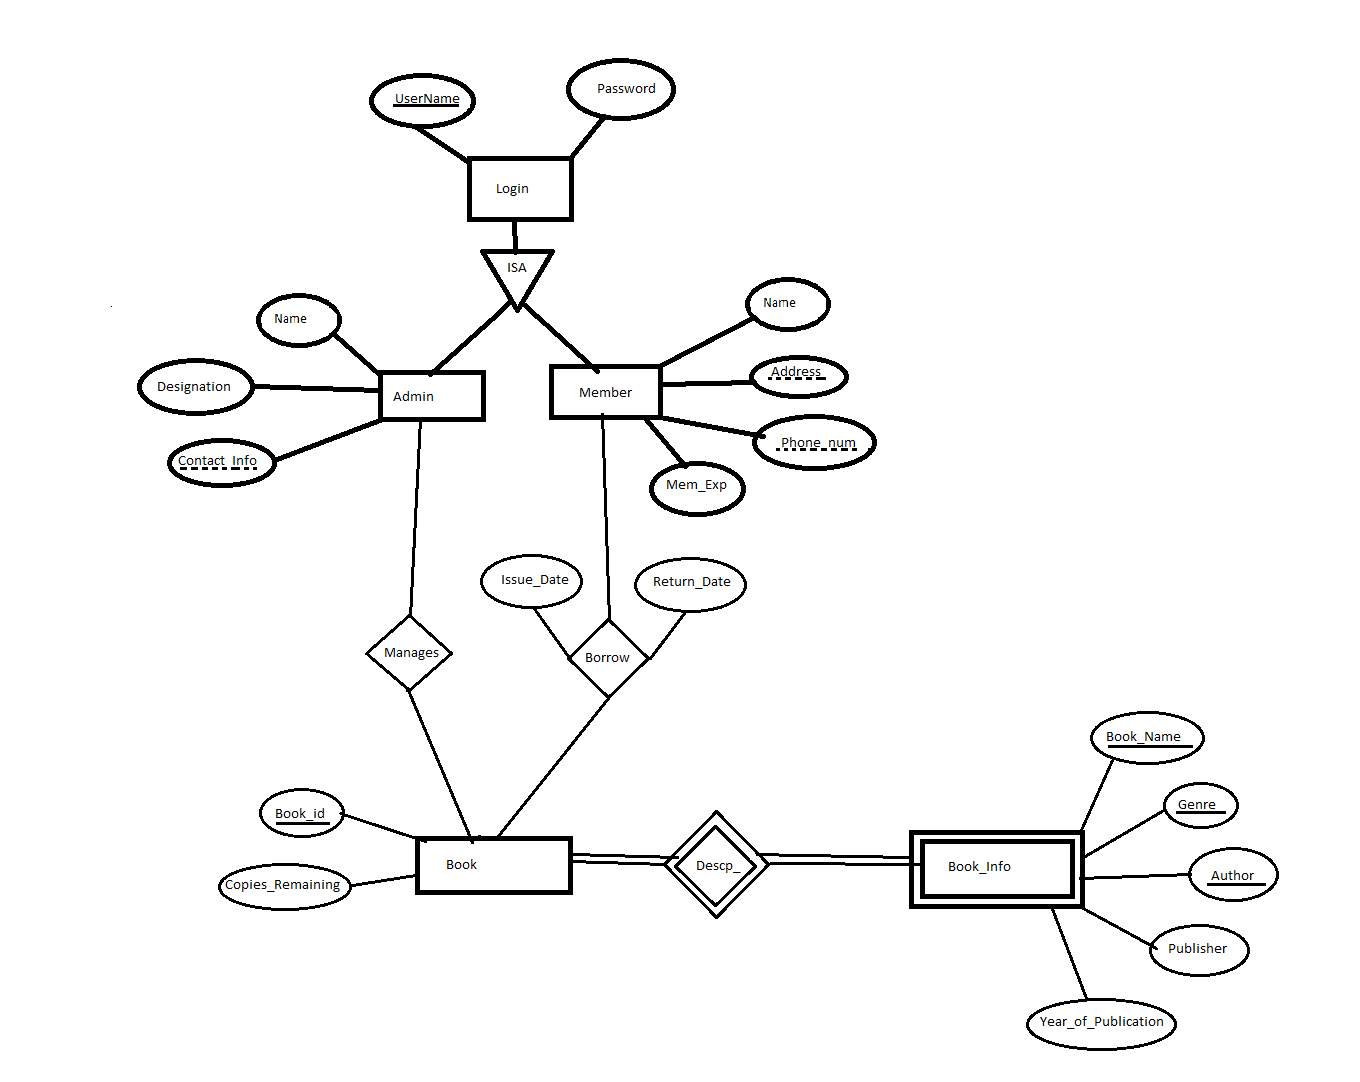 UserName
Password
Login
ISA
Name
Name
Designation
Admin
Member
Address
Contact_Info
Phone_num
Mem_Exp
Issue_Date
Return_Date
Manages
Borrow
Book_Name
Book_id
Genre
Book
Descp_
Book_Info
Author
Copies_Remaining
Publisher
Year_of_Publication